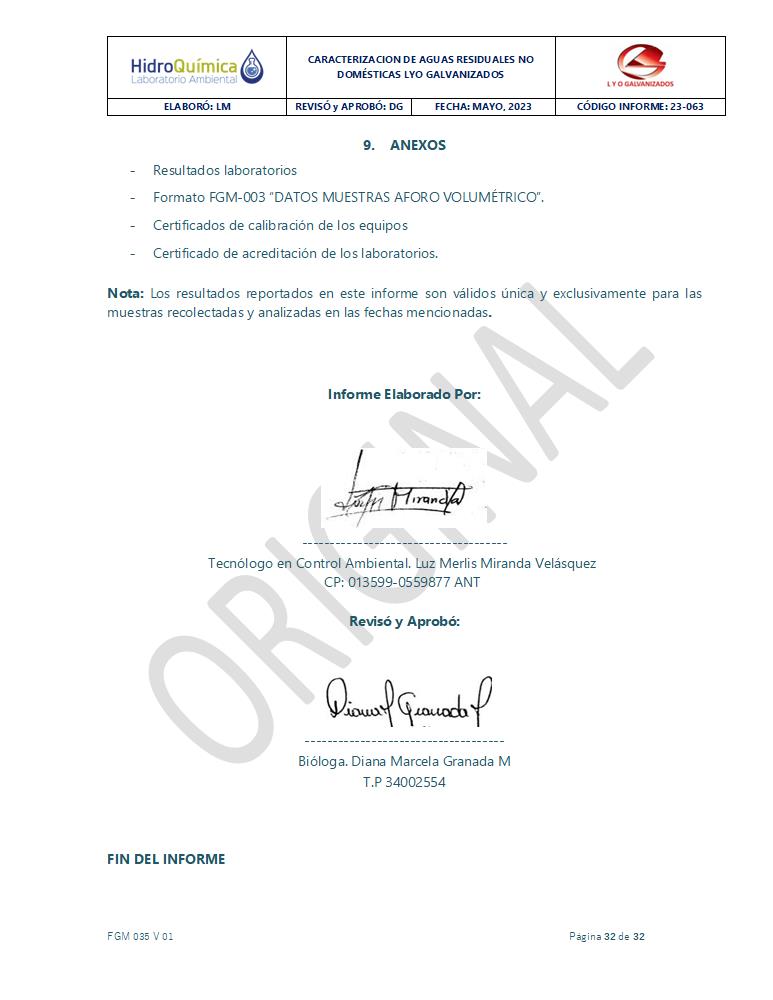 HidroQuímica
Laboratorio Ambiental
CARACTERIZACION DE AGUAS RESIDUALES NO
DOMÉSTICAS LYO GALVANIZADOS
L Y O GALVANIZADOS
ELABORÓ: LM
REVISÓ y APROBÓ: DG
FECHA: MAYO, 2023
CÓDIGO INFORME: 23-063
9. ANEXOS
- Resultados laboratorios
- Formato FGM-003 “DATOS MUESTRAS AFORO VOLUMÉTRICO”.
- Certificados de calibración de los equipos
- Certificado de acreditación de los laboratorios.
Nota: Los resultados reportados en este informe son válidos única y exclusivamente para las
muestras recolectadas y analizadas en las fechas mencionadas.
ORIGINAL
Informe Elaborado Por:
Miranda
-------------------------------------
Tecnólogo en Control Ambiental. Luz Merlis Miranda Velásquez
CP: 013599-0559877 ANT
Revisó y Aprobó:
Diana Granada
------------------------------------
Bióloga. Diana Marcela Granada M
T.P 34002554
FIN DEL INFORME
FGM 035 V 01
Página 32 de 32